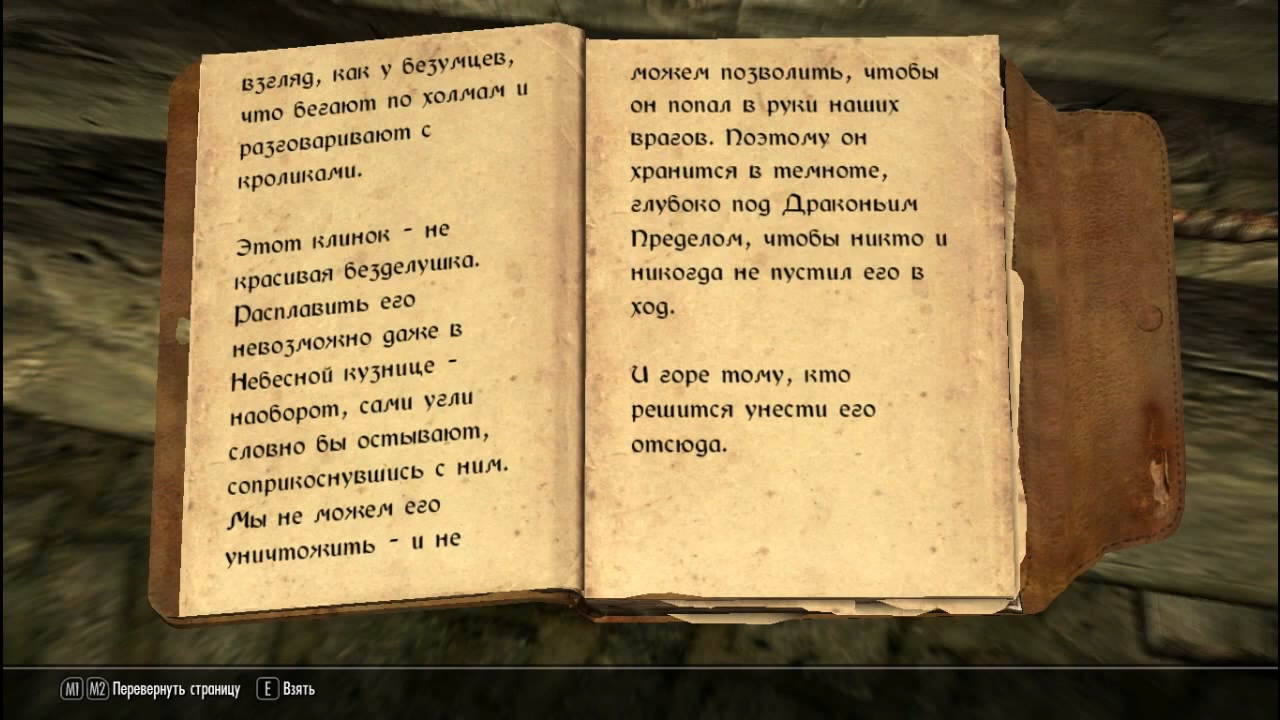 взгляд, как у безумцев,
что бегают по холмам и
разговаривают с
кроликами.
Этот клинок - не
красивая безделушка.
Расплавить его
невозможно даже в
Небесной кузнице -
наоборот, сами угли
словно бы остывают,
соприкоснувшись с ним.
Мы не можем его
уничтожить - и не
можем позволить, чтобы
он попал в руки наших
врагов. Поэтому он
хранится в темноте,
глубоко под Драконьим
Пределом, чтобы никто и
никогда не пустил его в
ход.
И горе тому, кто
решится унести его
отсюда.
M1 M2 Перевернуть страницу E Взять